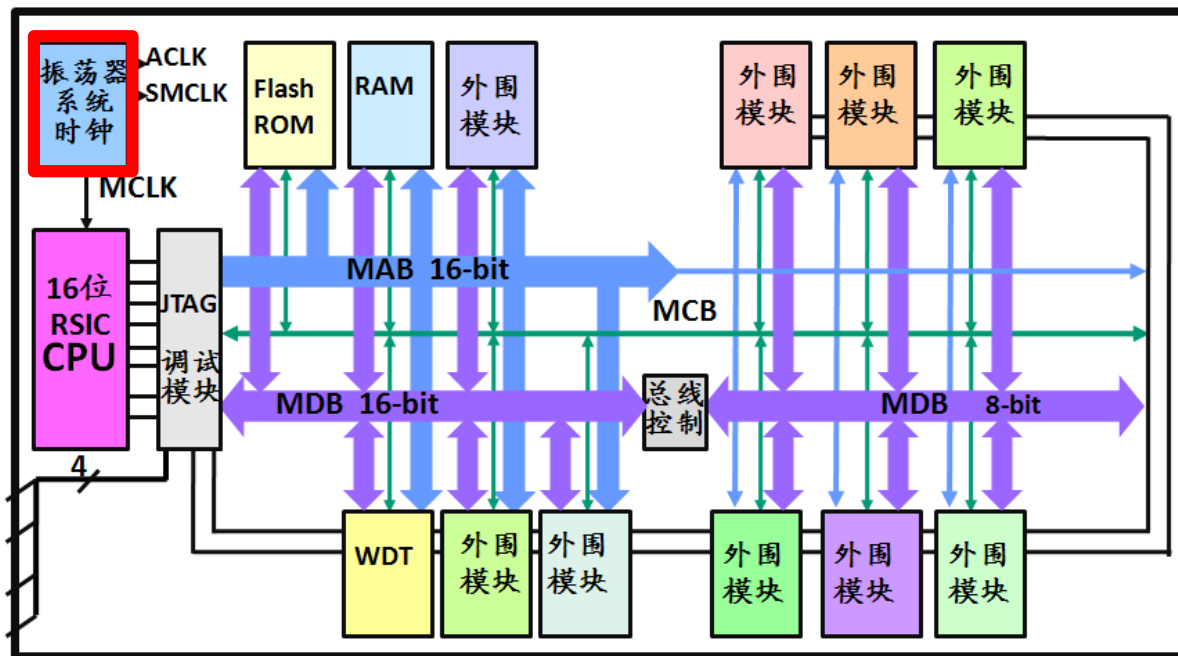 振荡器
系统
时钟
ACLK
SMCLK
MCLK
Flash
ROM
RAM
外围
模块
外围
模块
外围
模块
外围
模块
16位
RSIC
CPU
JTAG
调试
模块
MAB 16-bit
MCB
MDB 16-bit
总线
控制
MDB 8-bit
4
WDT
外围
模块
外围
模块
外围
模块
外围
模块
外围
模块